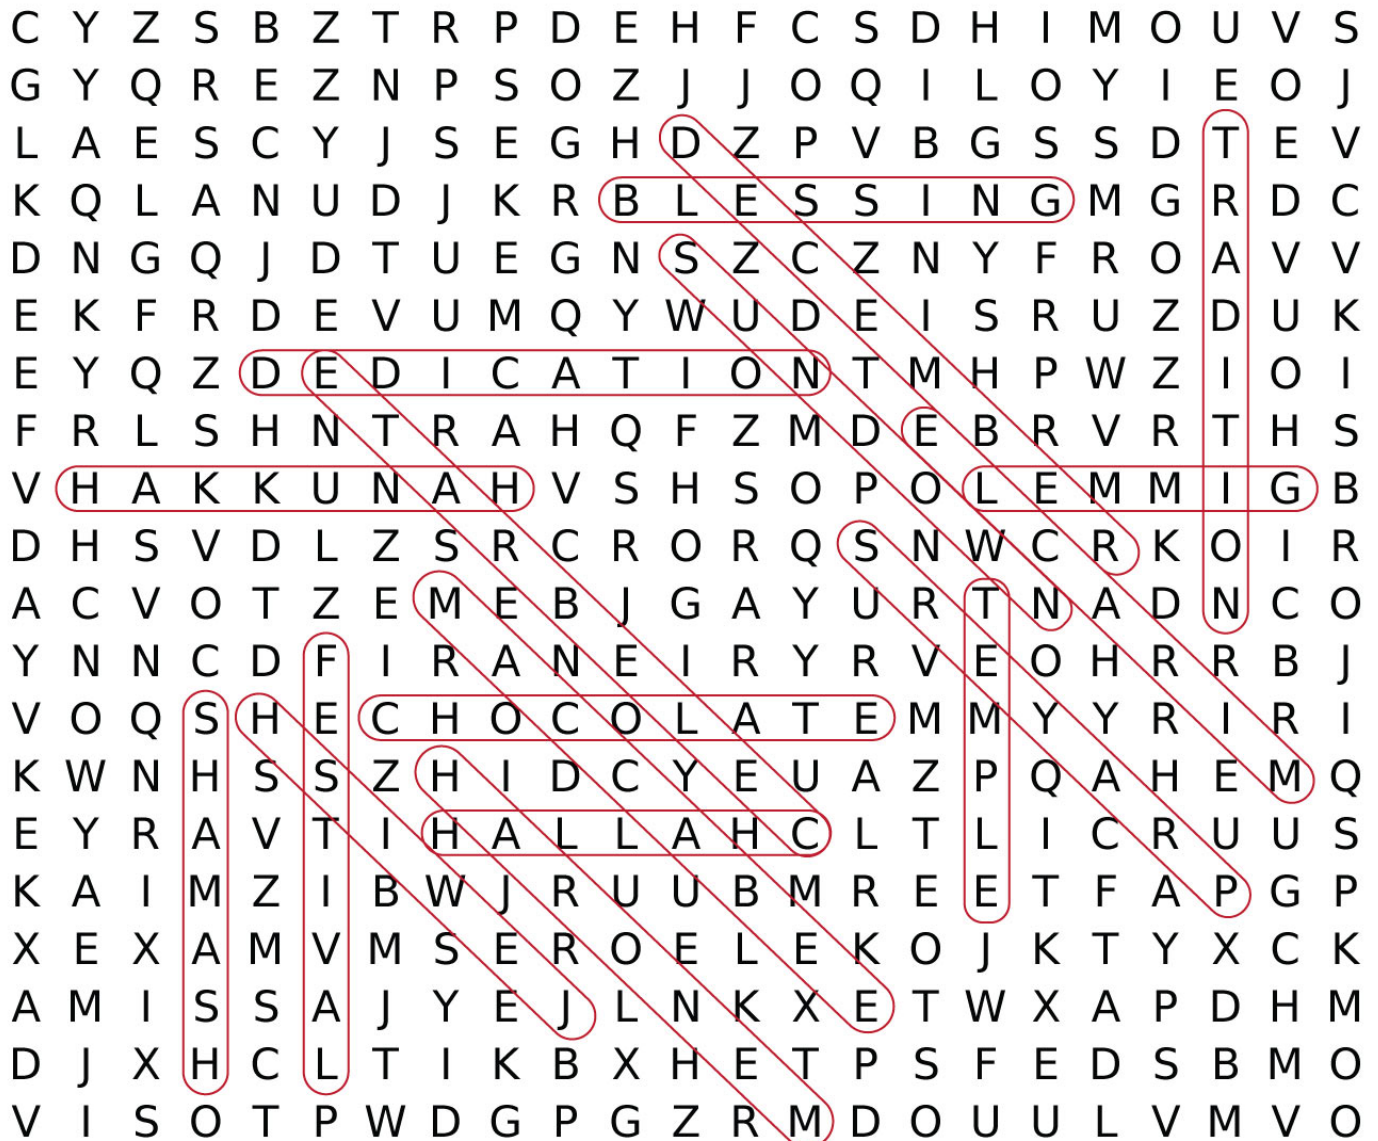 C Y Z S B Z T R P D E H F C S D H I M O U V S
G Y Q R E Z N P S O Z J J O Q I L O Y I E O J
L A E S C Y J S E G H D Z P V B G S S D T E V
K Q L A N U D J K R B L E S S I N G M G R D C
D N G Q J D T U E G N S Z C Z N Y F R O A V V
E K F R D E V U M Q Y W U D E I S R U Z D U K
E Y Q Z D E D I C A T I O N T M H P W Z I O I
F R L S H N T R A H Q F Z M D E B R V R T H S
V H A K K U N A H V S H S O P O L E M M I G B
D H S V D L Z S R C R O R Q S N W C R K O I R
A C V O T Z E M E B J G A Y U R T N A D N C O
Y N N C D F I R A N E I R Y R V E O H R R B J
V O Q S H E C H O C O L A T E M M Y Y R I R I
K W N H S S Z H I D C Y E U A Z P Q A H E M Q
E Y R A V T I H A L L A H C L T L I C R U U S
K A I M Z I B W J R U U B M R E E T F A P G P
X E X A M V M S E R O E L E K O J K T Y X C K
A M I S S A J Y E J L N K X E T W X A P D H M
D J X H C L T I K B X H E T P S F E D S B M O
V I S O T P W D G P G Z R M D O U U L V M V O